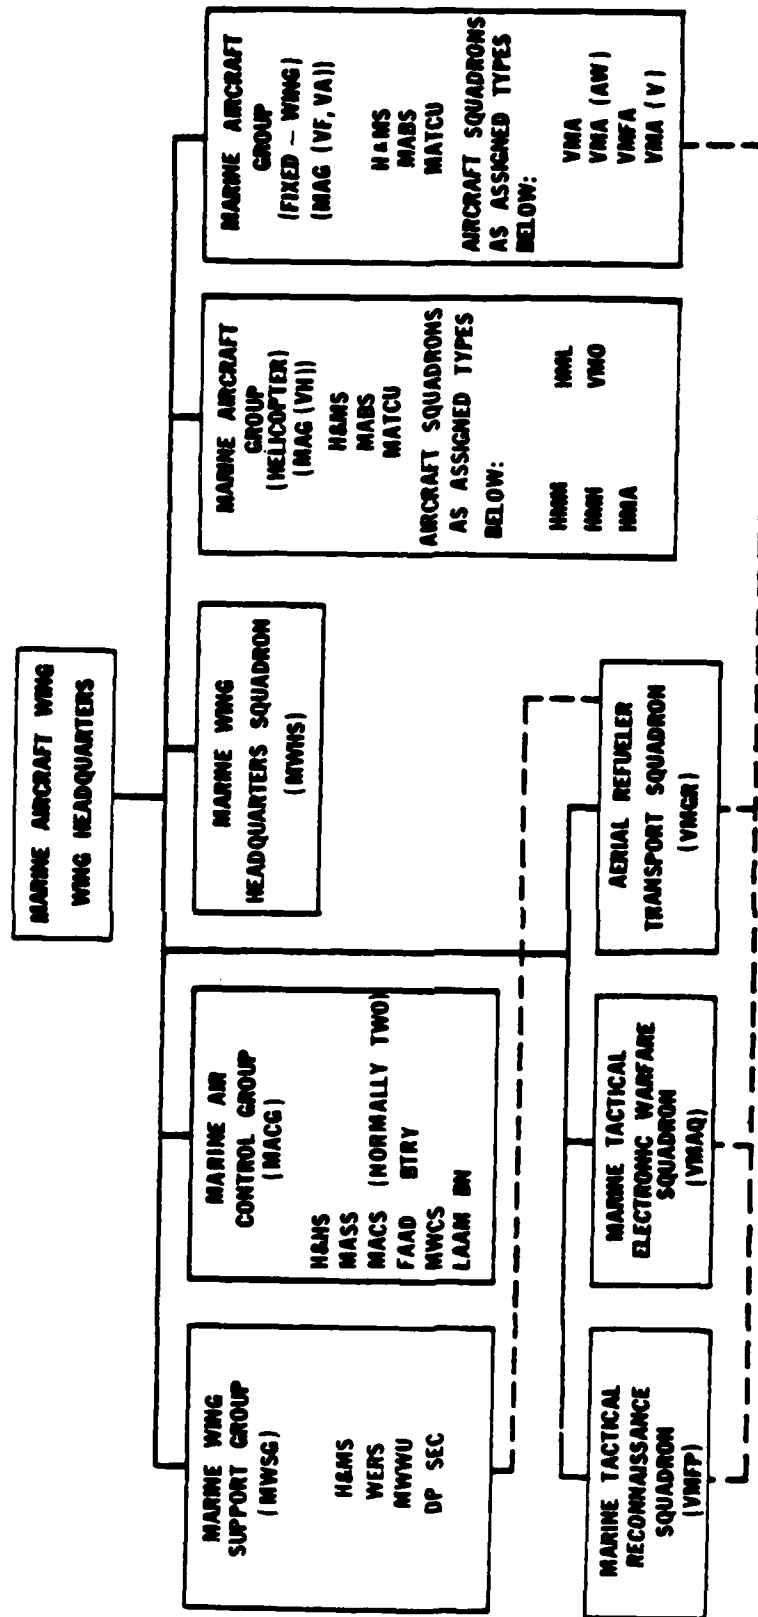 MARINE AIRCRAFT WING
WING HEADQUARTERS
MARINE WING
SUPPORT GROUP
(MWSG)
H&MS
WERS
MWWU
DP SEC
MARINE AIR
CONTROL GROUP
(MACG)
H&HS
MASS
MACS (NORMALLY TWO)
FAAD BTRY
MWCS
LAAM BN
MARINE WING
HEADQUARTERS SQUADRON
(MWHS)
MARINE AIRCRAFT
GROUP
(HELICOPTER)
(MAG (VH))
H&MS
MABS
MATCU
AIRCRAFT SQUADRONS
AS ASSIGNED TYPES
BELOW:
HMM HML
HMH VMO
HMA
MARINE AIRCRAFT
GROUP
(FIXED - WING)
(MAG (VF, VA))
H&MS
MABS
MATCU
AIRCRAFT SQUADRONS
AS ASSIGNED TYPES
BELOW:
VMA
VMA (AW)
VMFA
VMA (V)
MARINE TACTICAL
RECONNAISSANCE
SQUADRON
(VMFP)
MARINE TACTICAL
ELECTRONIC WARFARE
SQUADRON
(VMAQ)
AERIAL REFUELER
TRANSPORT SQUADRON
(VMGR)